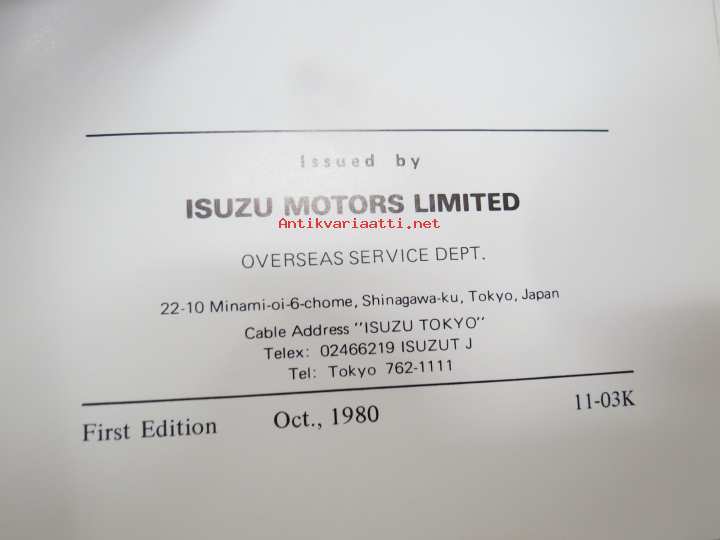 Issued by
ISUZU MOTORS LIMITED
Antikvariaatti.net
OVERSEAS SERVICE DEPT.
22-10 Minami-oi-6-chome, Shinagawa-ku, Tokyo, Japan
Cable Address "ISUZU TOKYO"
Telex: 02466219 ISUZUT J
Tel: Tokyo 762-1111
First Edition Oct., 1980 11-03K